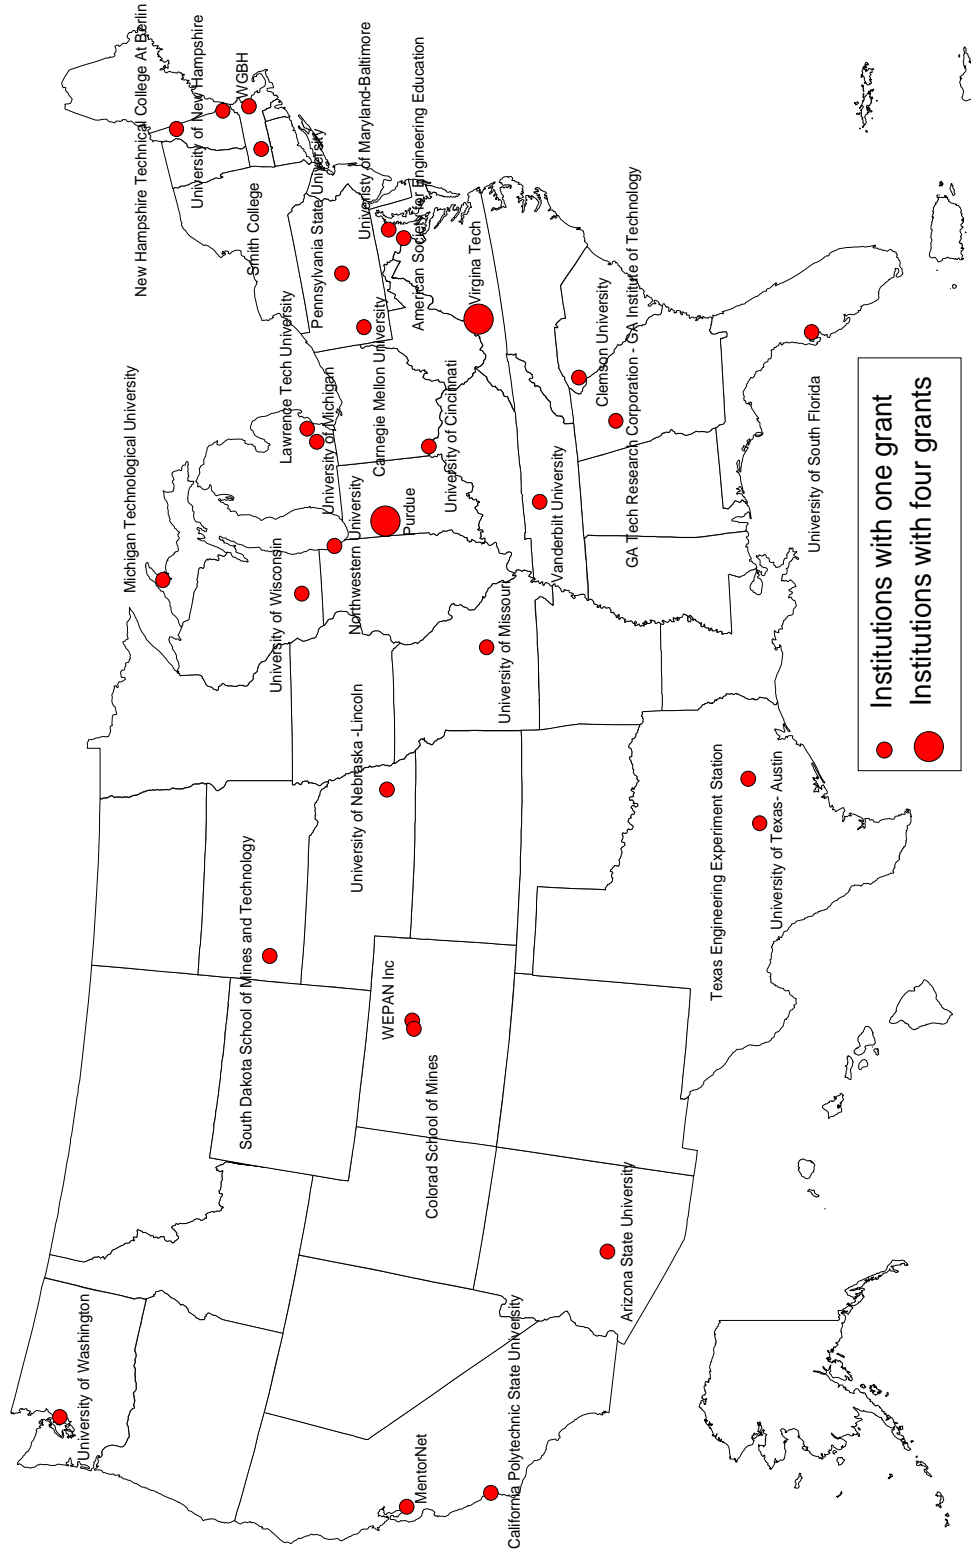 New Hampshire Technical College At Berlin
University of New Hampshire
WGBH
Smith College
Pennsylvania State University
Univeristy of Maryland-Baltimore
American Society for Engineering Education
Virgina Tech
Carnegie Mellon University
Lawrence Tech University
University of Michigan
Michigan Technological University
University of Cincinnati
Purdue
Northwestern University
University of Wisconsin
Clemson University
GA Tech Research Corporation - GA Institute of Technology
Vanderbilt University
University of South Florida
University of Missouri
University of Nebraska -Lincoln
South Dakota School of Mines and Technology
WEPAN Inc
Colorad School of Mines
Texas Engineering Experiment Station
University of Texas- Austin
Arizona State University
University of Washington
MentorNet
California Polytechnic State University
Institutions with one grant
Institutions with four grants